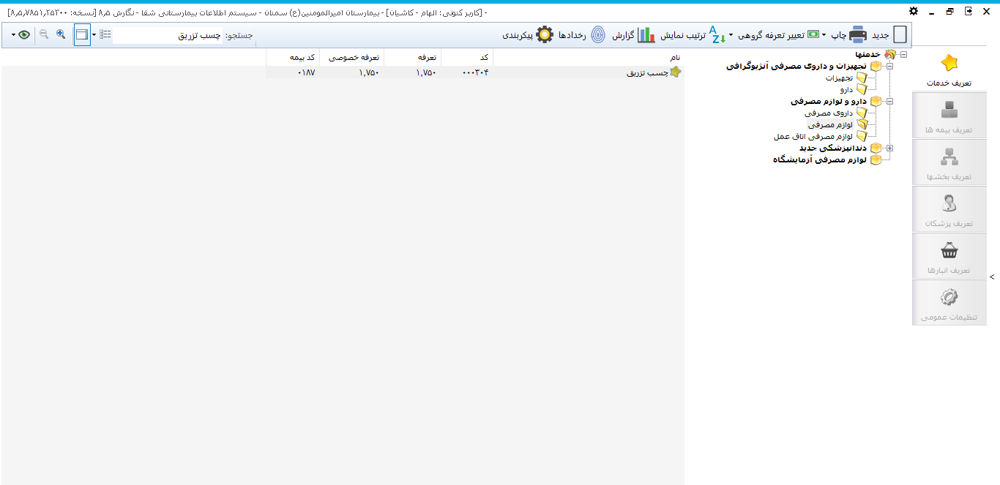 - [کاربر کنونی: الهام - کاشیان] - بیمارستان امیرالمومنین(ع) سمنان - سیستم اطلاعات بیمارستانی شفا - نگارش ۸٫۵ [نسخه: ۸٫۵٫۷۸۵۱٫۲۵۳۰۰]
جدید چاپ تغییر تعرفه گروهی ترتیب نمایش گزارش رخدادها پیکربندی جستجو: چسب تزریق
تعریف خدمات
تعریف بیمه ها
تعریف بخشها
تعریف پزشکان
تعریف انبارها
تنظیمات عمومی
خدمتها
تجهیزات و داروی مصرفی آنژیوگرافی
تجهیزات
دارو
دارو و لوازم مصرفی
داروی مصرفی
لوازم مصرفی
لوازم مصرفی اتاق عمل
دندانپزشکی جدید
لوازم مصرفی آزمایشگاه
نام کد تعرفه تعرفه خصوصی کد بیمه
چسب تزریق ۰۰۰۳۰۴ ۱,۷۵۰ ۱,۷۵۰ ۰۱۸۷